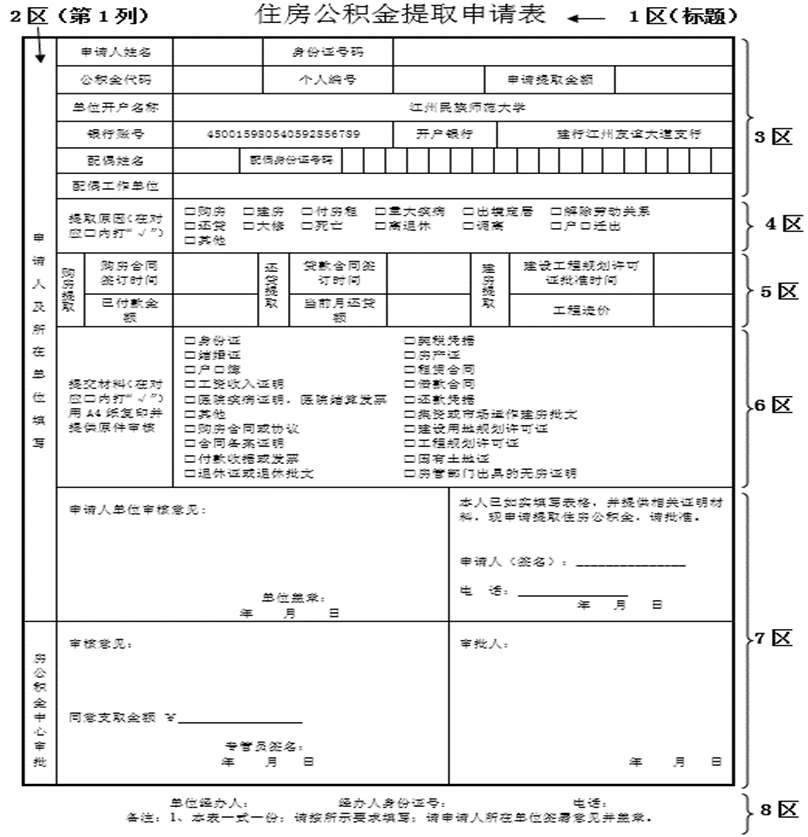 2区(第1列) 住房公积金提取申请表 1区(标题)
申请人姓名 身份证号码
公积金代码 个人编号 申请提取金额
单位开户名称 江州民族师范大学
3区
银行账号 450015980540592856789 开户银行 建行江州友谊大道支行
配偶姓名 配偶身份证号码
配偶工作单位
申请人及所在单位填写
提取原因(在对应□内打“√”)
□购房 □建房 □付房租 □重大疾病 □出境定居 □解除劳动关系
□还贷 □大修 □死亡 □离退休 □调离 □户口迁出
□其他
4区
购房提取 购房合同签订时间 还贷提取 贷款合同签订时间 建房提取 建设工程规划许可证批准时间
已付款金额 当前月还贷额 工程造价
5区
提交材料(在对应□内打“√”)用A4纸复印并提供原件审核
□身份证 □契税凭据
□结婚证 □房产证
□户口簿 □租赁合同
□工资收入证明 □借款合同
□医院疾病证明，医院结算发票 □还款凭据
□其他 □集资或市场运作建房批文
□购房合同或协议 □建设用地规划许可证
□合同备案证明 □工程规划许可证
□付款收据或发票 □国有土地证
□退休证或退休批文 □房管部门出具的无房证明
6区
申请人单位审核意见：
单位盖章：
年 月 日
本人已如实填写表格，并提供相关证明材
料，现申请提取住房公积金，请批准。
申请人（签名）：
电 话：
年 月 日
7区
房公积金中心审批
审核意见： 审批人：
同意支取金额 ￥
专管员签名：
年 月 日 年 月 日
单位经办人： 经办人身份证号： 电话：
备注：1、本表一式一份；请按所示要求填写；请申请人所在单位签署意见并盖章。
8区